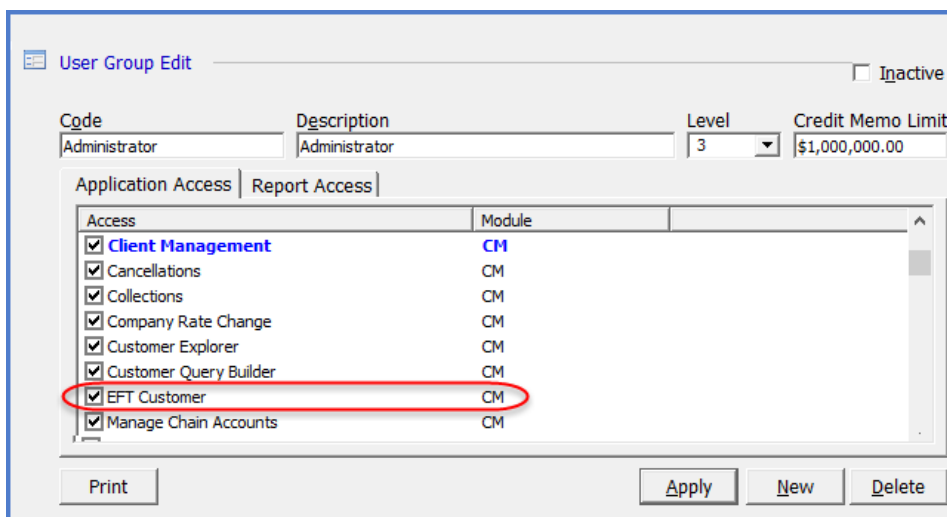 User Group Edit
Inactive
Code Description Level Credit Memo Limit
Administrator Administrator 3 $1,000,000.00
Application Access Report Access
Access Module
Client Management CM
Cancellations CM
Collections CM
Company Rate Change CM
Customer Explorer CM
Customer Query Builder CM
EFT Customer CM
Manage Chain Accounts CM
Print Apply New Delete